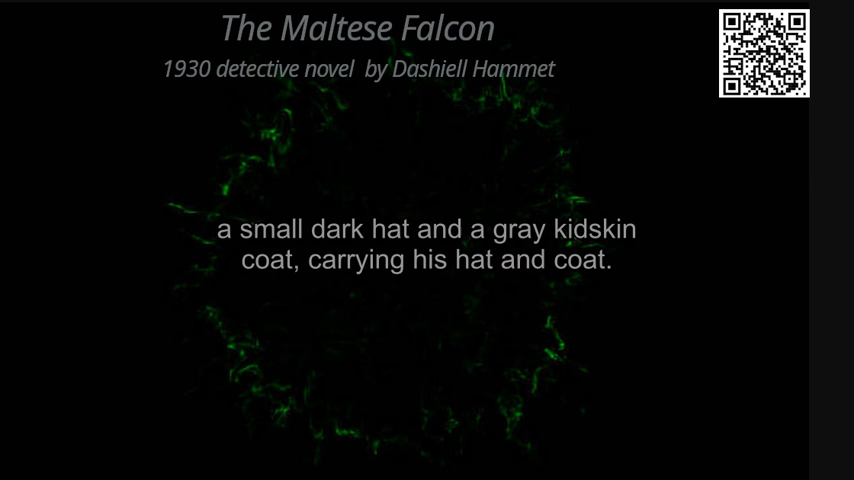 The Maltese Falcon
1930 detective novel by Dashiell Hammet
a small dark hat and a gray kidskin
coat, carrying his hat and coat.